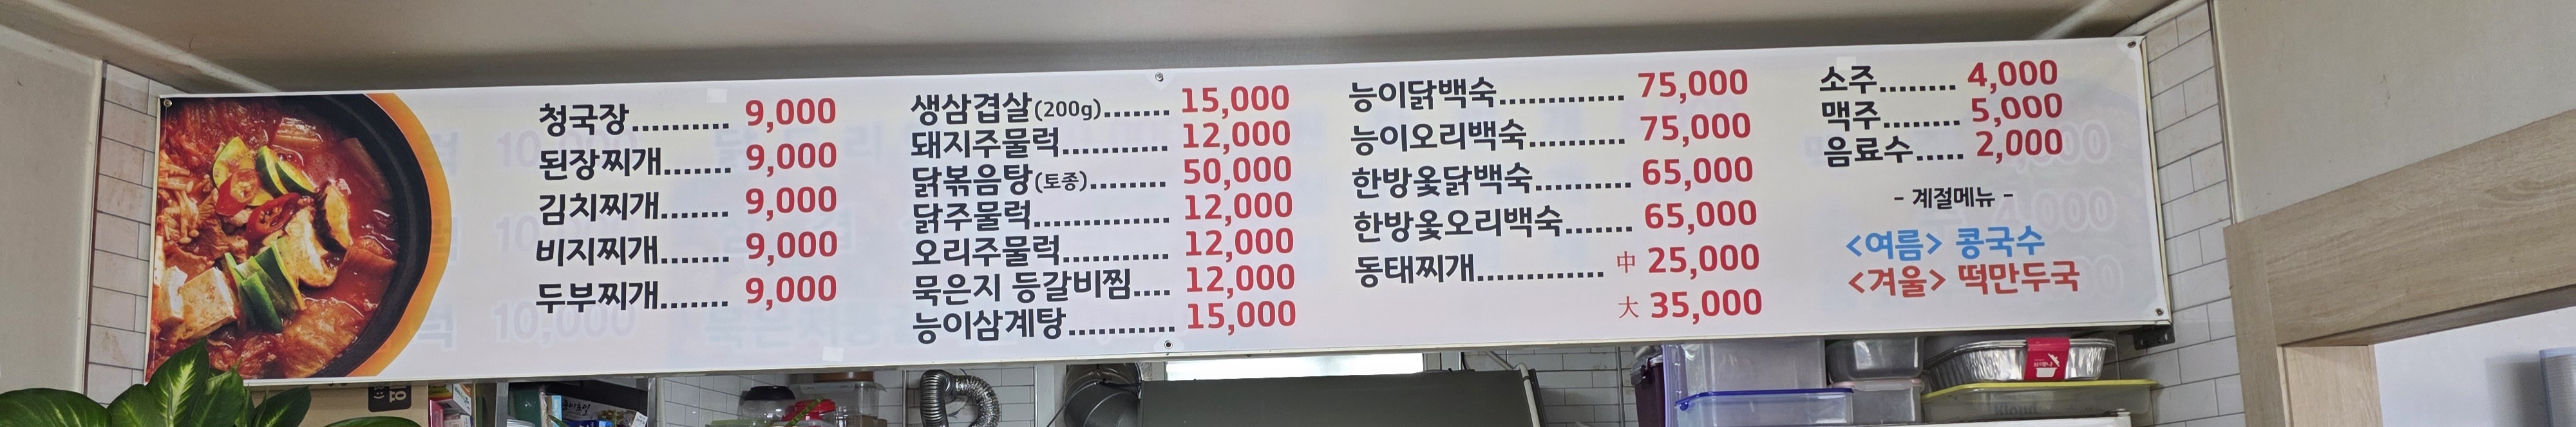 청국장.......... 9,000
된장찌개....... 9,000
김치찌개....... 9,000
비지찌개....... 9,000
두부찌개....... 9,000
생삼겹살(200g)....... 15,000
돼지주물럭........... 12,000
닭볶음탕(토종)........ 50,000
닭주물럭.............. 12,000
오리주물럭........... 12,000
묵은지 등갈비찜.... 12,000
능이삼계탕........... 15,000
능이닭백숙............. 75,000
능이오리백숙.......... 75,000
한방옻닭백숙.......... 65,000
한방옻오리백숙....... 65,000
동태찌개............. 中 25,000
大 35,000
소주........ 4,000
맥주........ 5,000
음료수..... 2,000
- 계절메뉴 -
<여름> 콩국수
<겨울> 떡만두국